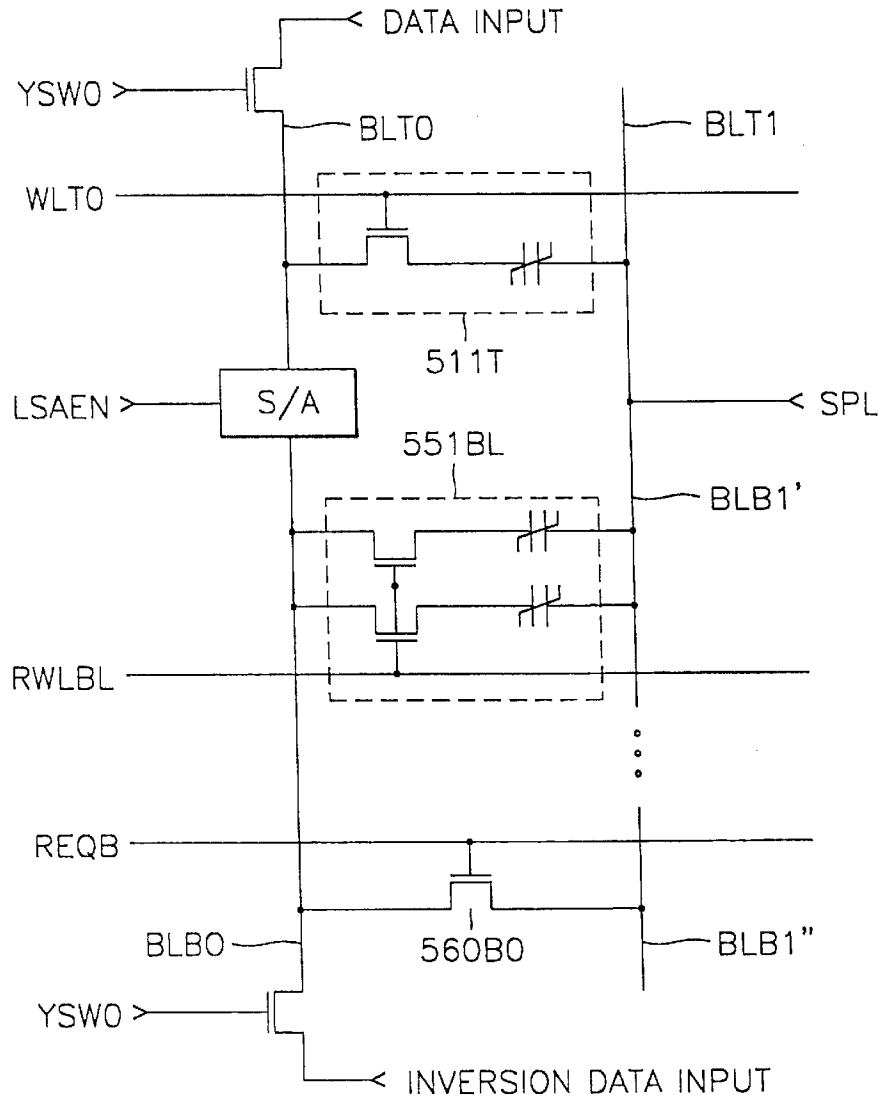 DATA INPUT
YSW0
BLT0
BLT1
WLT0
511T
LSAEN
S/A
SPL
551BL
BLB1'
RWLBL
REQB
BLB0
560B0
BLB1"
YSW0
INVERSION DATA INPUT